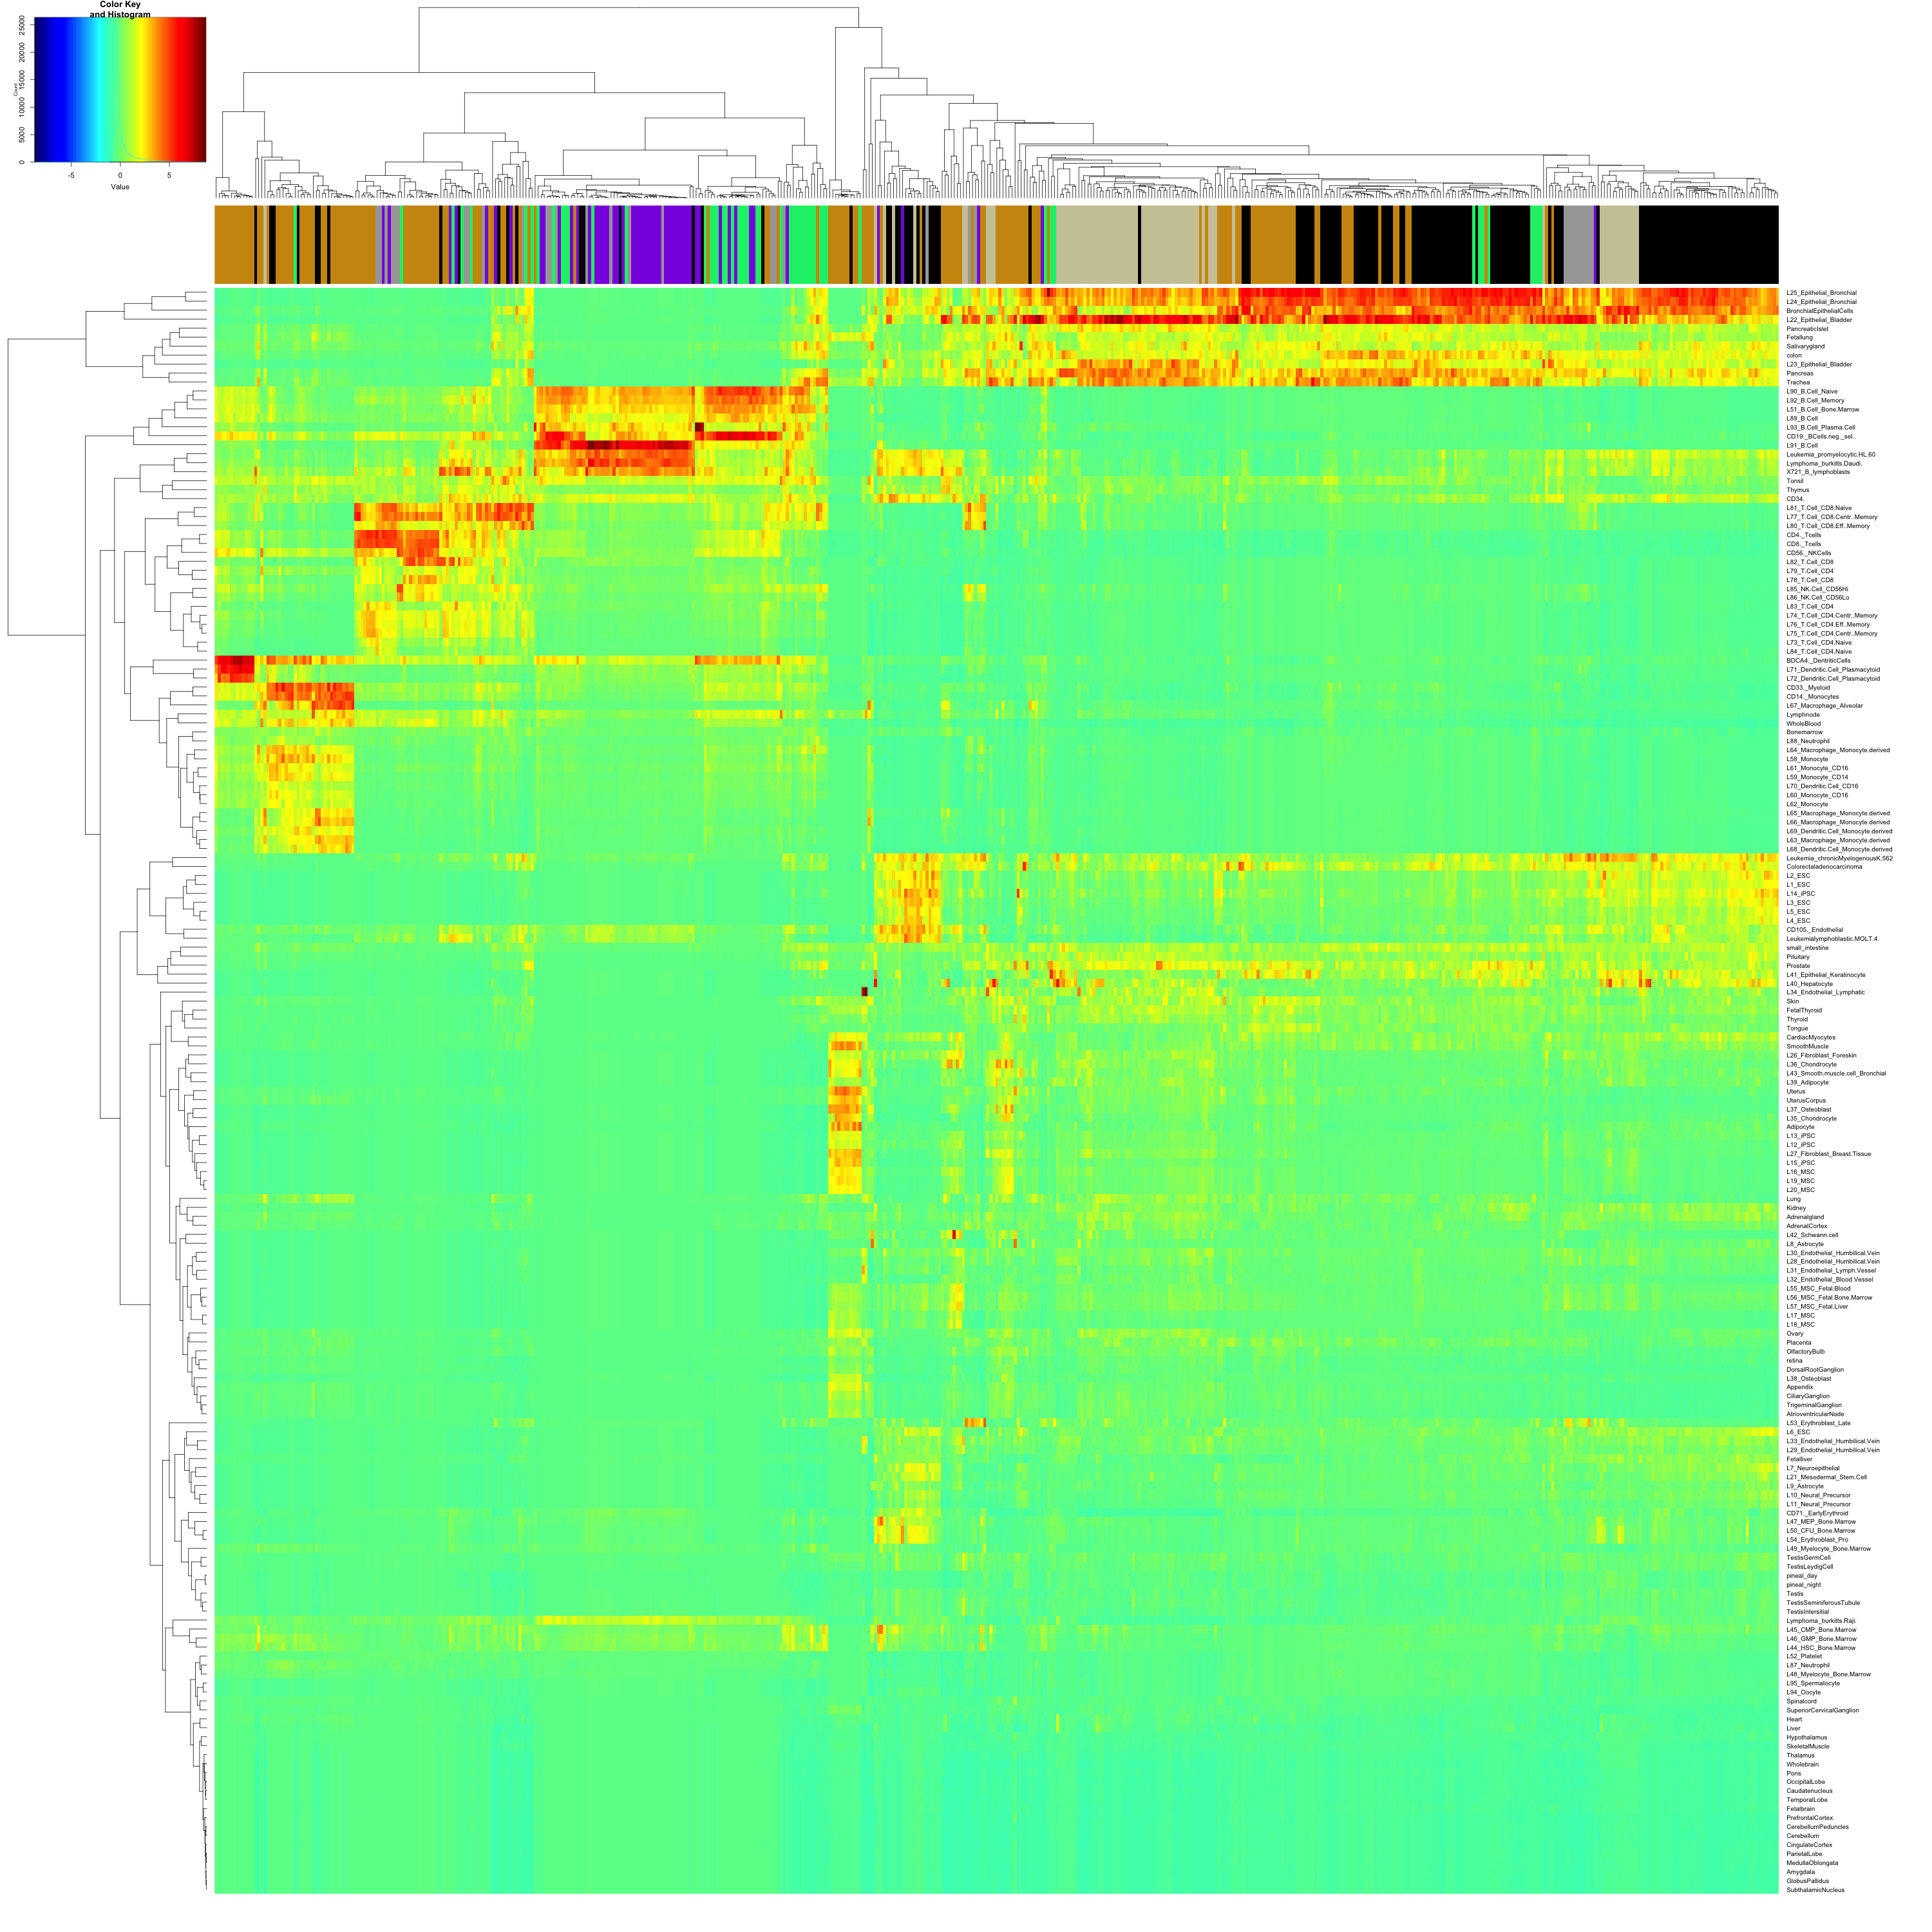 Color Key
and Histogram
Count
0
5000
10000
15000
20000
25000
-5
0
5
Value
L25_Epithelial_Bronchial
L24_Epithelial_Bronchial
BronchialEpithelialCells
L22_Epithelial_Bladder
PancreaticIslet
Fetallung
Salivarygland
colon
L23_Epithelial_Bladder
Pancreas
Trachea
L90_B.Cell_Naive
L92_B.Cell_Memory
L51_B.Cell_Bone.Marrow
L89_B.Cell
L93_B.Cell_Plasma.Cell
CD19._BCells.neg._sel..
L91_B.Cell
Leukemia_promyelocytic.HL.60
Lymphoma_burkitts.Daudi.
X721_B_lymphoblasts
Tonsil
Thymus
CD34.
L81_T.Cell_CD8.Naive
L77_T.Cell_CD8.Centr..Memory
L80_T.Cell_CD8.Eff..Memory
CD4._Tcells
CD8._Tcells
CD56._NKCells
L82_T.Cell_CD8
L79_T.Cell_CD4
L78_T.Cell_CD8
L85_NK.Cell_CD56Hi
L86_NK.Cell_CD56Lo
L83_T.Cell_CD4
L74_T.Cell_CD4.Centr..Memory
L76_T.Cell_CD4.Eff..Memory
L75_T.Cell_CD4.Centr..Memory
L73_T.Cell_CD4.Naive
L84_T.Cell_CD4.Naive
BDCA4._DentriticCells
L71_Dendritic.Cell_Plasmacytoid
L72_Dendritic.Cell_Plasmacytoid
CD33._Myeloid
CD14._Monocytes
L67_Macrophage_Alveolar
Lymphnode
WholeBlood
Bonemarrow
L88_Neutrophil
L64_Macrophage_Monocyte.derived
L58_Monocyte
L61_Monocyte_CD16
L59_Monocyte_CD14
L70_Dendritic.Cell_CD16
L60_Monocyte_CD16
L62_Monocyte
L65_Macrophage_Monocyte.derived
L66_Macrophage_Monocyte.derived
L69_Dendritic.Cell_Monocyte.derived
L63_Macrophage_Monocyte.derived
L68_Dendritic.Cell_Monocyte.derived
Leukemia_chronicMyelogenousK.562
Colorectaladenocarcinoma
L2_ESC
L1_ESC
L14_iPSC
L3_ESC
L5_ESC
L4_ESC
CD105._Endothelial
Leukemialymphoblastic.MOLT.4.
small_intestine
Pituitary
Prostate
L41_Epithelial_Keratinocyte
L40_Hepatocyte
L34_Endothelial_Lymphatic
Skin
FetalThyroid
Thyroid
Tongue
CardiacMyocytes
SmoothMuscle
L26_Fibroblast_Foreskin
L36_Chondrocyte
L43_Smooth.muscle.cell_Bronchial
L39_Adipocyte
Uterus
UterusCorpus
L37_Osteoblast
L35_Chondrocyte
Adipocyte
L13_iPSC
L12_iPSC
L27_Fibroblast_Breast.Tissue
L15_iPSC
L16_MSC
L19_MSC
L20_MSC
Lung
Kidney
Adrenalgland
AdrenalCortex
L42_Schwann.cell
L8_Astrocyte
L30_Endothelial_Humbilical.Vein
L28_Endothelial_Humbilical.Vein
L31_Endothelial_Lymph.Vessel
L32_Endothelial_Blood.Vessel
L55_MSC_Fetal.Blood
L56_MSC_Fetal.Bone.Marrow
L57_MSC_Fetal.Liver
L17_MSC
L18_MSC
Ovary
Placenta
OlfactoryBulb
retina
DorsalRootGanglion
L38_Osteoblast
Appendix
CiliaryGanglion
TrigeminalGanglion
AtrioventricularNode
L53_Erythroblast_Late
L6_ESC
L33_Endothelial_Humbilical.Vein
L29_Endothelial_Humbilical.Vein
Fetalliver
L7_Neuroepithelial
L21_Mesodermal_Stem.Cell
L9_Astrocyte
L10_Neural_Precursor
L11_Neural_Precursor
CD71._EarlyErythroid
L47_MEP_Bone.Marrow
L50_CFU_Bone.Marrow
L54_Erythroblast_Pro
L49_Myelocyte_Bone.Marrow
TestisGermCell
TestisLeydigCell
pineal_day
pineal_night
Testis
TestisSeminiferousTubule
TestisIntersitial
Lymphoma_burkitts.Raji.
L45_CMP_Bone.Marrow
L46_GMP_Bone.Marrow
L44_HSC_Bone.Marrow
L52_Platelet
L87_Neutrophil
L48_Myelocyte_Bone.Marrow
L95_Spermatocyte
L94_Oocyte
Spinalcord
SuperiorCervicalGanglion
Heart
Liver
Hypothalamus
SkeletalMuscle
Thalamus
Wholebrain
Pons
OccipitalLobe
Caudatenucleus
TemporalLobe
Fetalbrain
PrefrontalCortex
CerebellumPeduncles
Cerebellum
CingulateCortex
ParietalLobe
MedullaOblongata
Amygdala
GlobusPallidus
SubthalamicNucleus